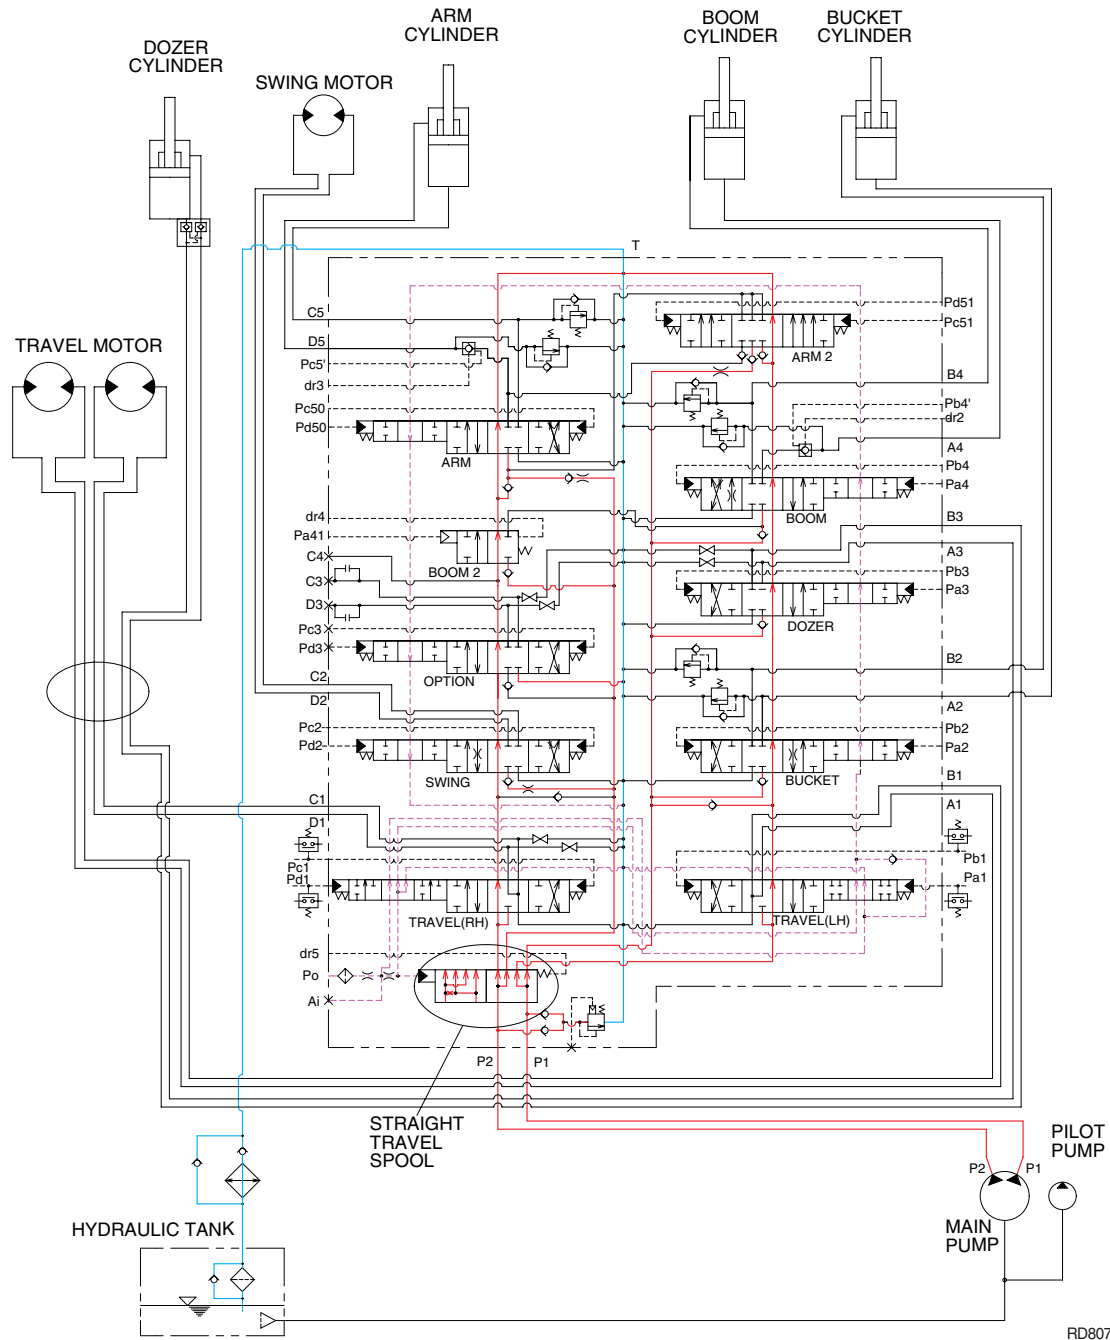 ARM
CYLINDER
BOOM
CYLINDER
BUCKET
CYLINDER
DOZER
CYLINDER
SWING MOTOR
TRAVEL MOTOR
T
C5
D5
Pc5'
dr3
Pc50
Pd50
ARM
Pd51
Pc51
ARM 2
B4
Pb4'
dr2
A4
Pb4
Pa4
BOOM
dr4
Pa41
C4
BOOM 2
C3
D3
Pc3
Pd3
OPTION
B3
A3
Pb3
Pa3
DOZER
C2
D2
Pc2
Pd2
SWING
B2
A2
Pb2
Pa2
BUCKET
C1
D1
Pc1
Pd1
TRAVEL(RH)
B1
A1
Pb1
Pa1
TRAVEL(LH)
dr5
Po
Ai
P2
P1
STRAIGHT
TRAVEL
SPOOL
PILOT
PUMP
P2
P1
MAIN
PUMP
HYDRAULIC TANK
RD807